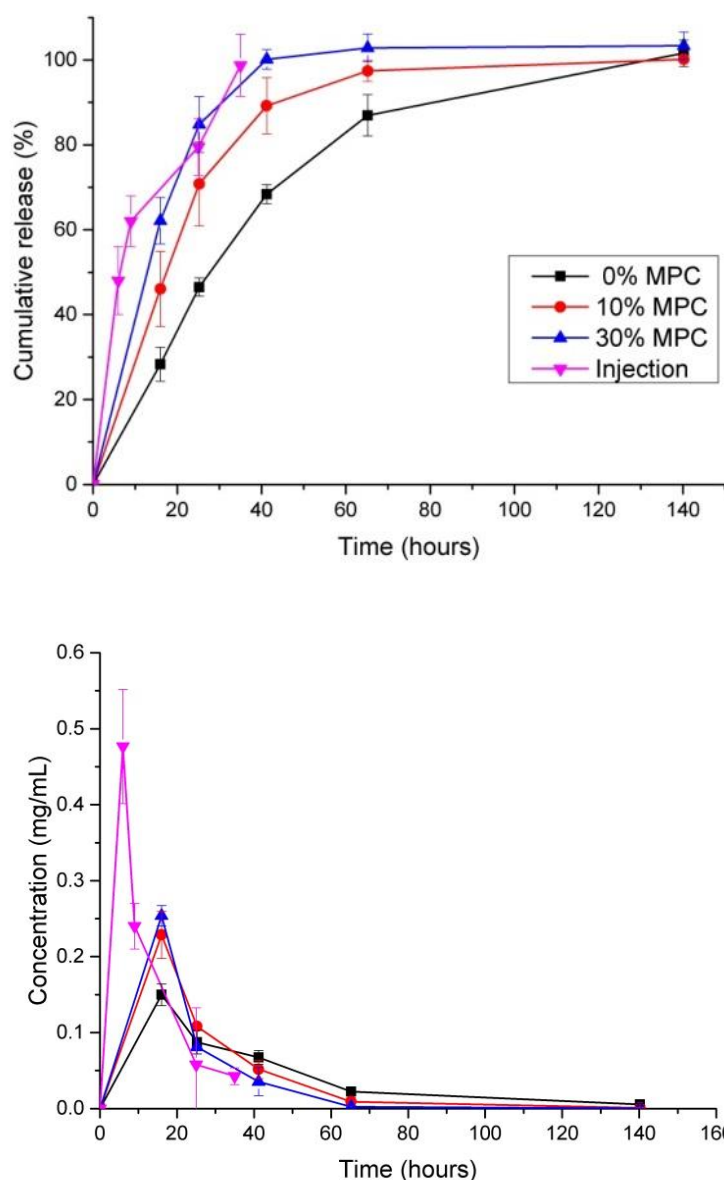 100
80
60
40
20
0
Cumulative release (%)
0% MPC
10% MPC
30% MPC
Injection
0 20 40 60 80 100 120 140
Time (hours)
0.6
0.5
0.4
0.3
0.2
0.1
0.0
Concentration (mg/mL)
0 20 40 60 80 100 120 140 160
Time (hours)